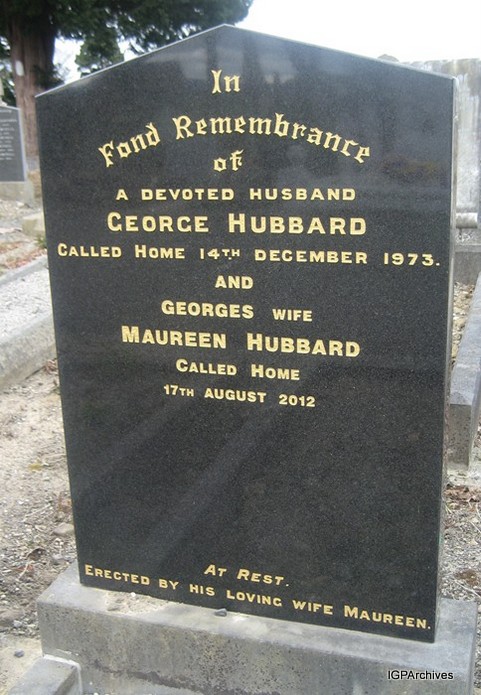 In
Fond Remembrance
of
A DEVOTED HUSBAND
GEORGE HUBBARD
CALLED HOME 14TH DECEMBER 1973.
AND
GEORGES WIFE
MAUREEN HUBBARD
CALLED HOME
17TH AUGUST 2012
AT REST.
ERECTED BY HIS LOVING WIFE MAUREEN.
IGPArchives